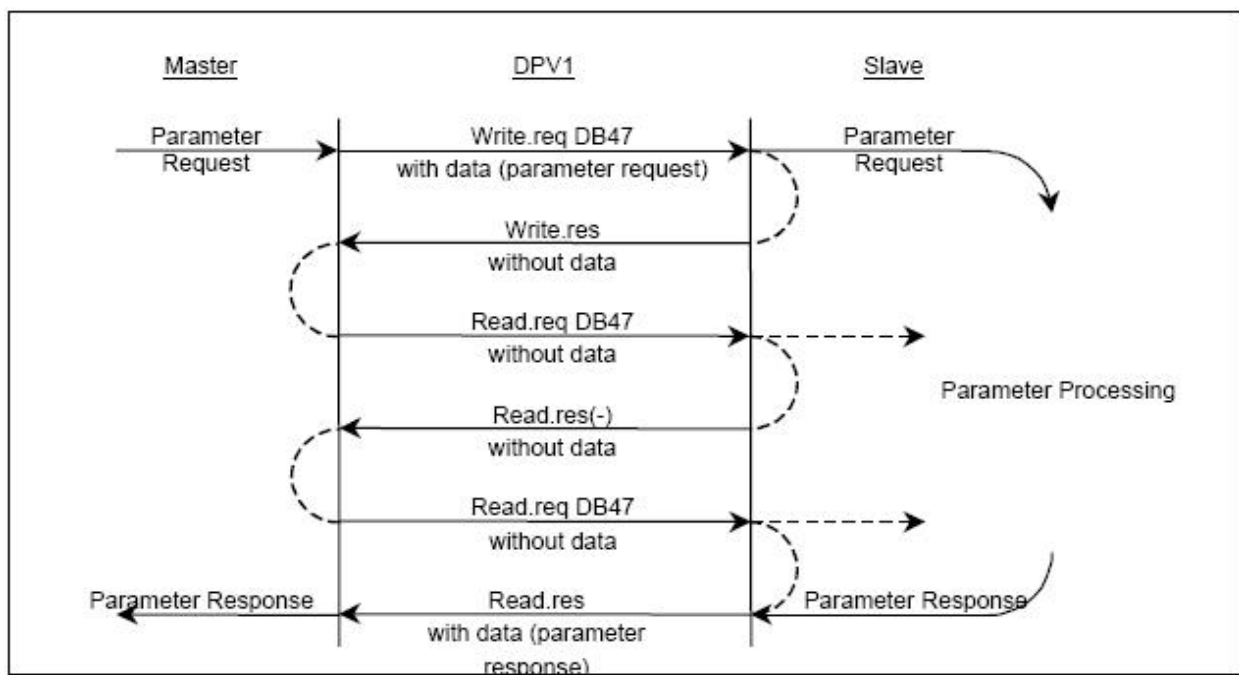 Master
DPV1
Slave
Parameter
Request
Write.req DB47
with data (parameter request)
Parameter
Request
Write.res
without data
Read.req DB47
without data
Parameter Processing
Read.res(-)
without data
Read.req DB47
without data
Parameter Response
Read.res
with data (parameter
response)
Parameter Response